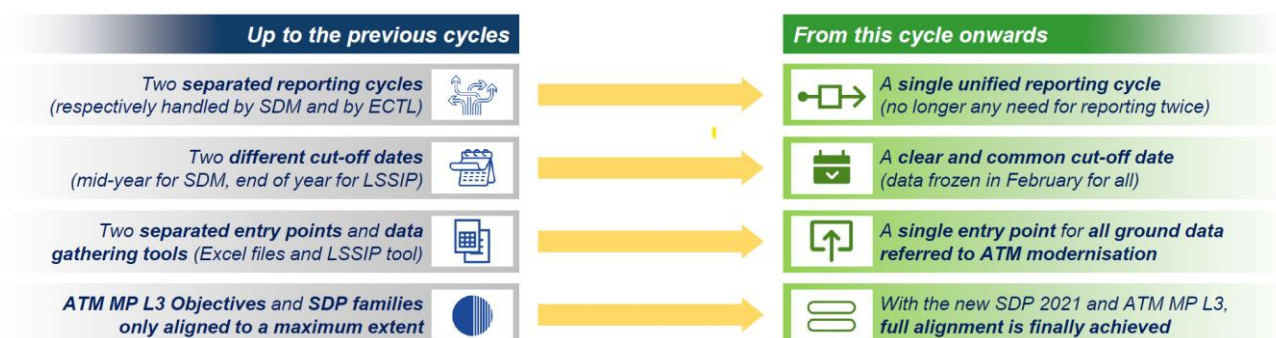 Up to the previous cycles
From this cycle onwards
Two separated reporting cycles
(respectively handled by SDM and by ECTL)
A single unified reporting cycle
(no longer any need for reporting twice)
Two different cut-off dates
(mid-year for SDM, end of year for LSSIP)
A clear and common cut-off date
(data frozen in February for all)
Two separated entry points and data
gathering tools (Excel files and LSSIP tool)
A single entry point for all ground data
referred to ATM modernisation
ATM MP L3 Objectives and SDP families
only aligned to a maximum extent
With the new SDP 2021 and ATM MP L3,
full alignment is finally achieved